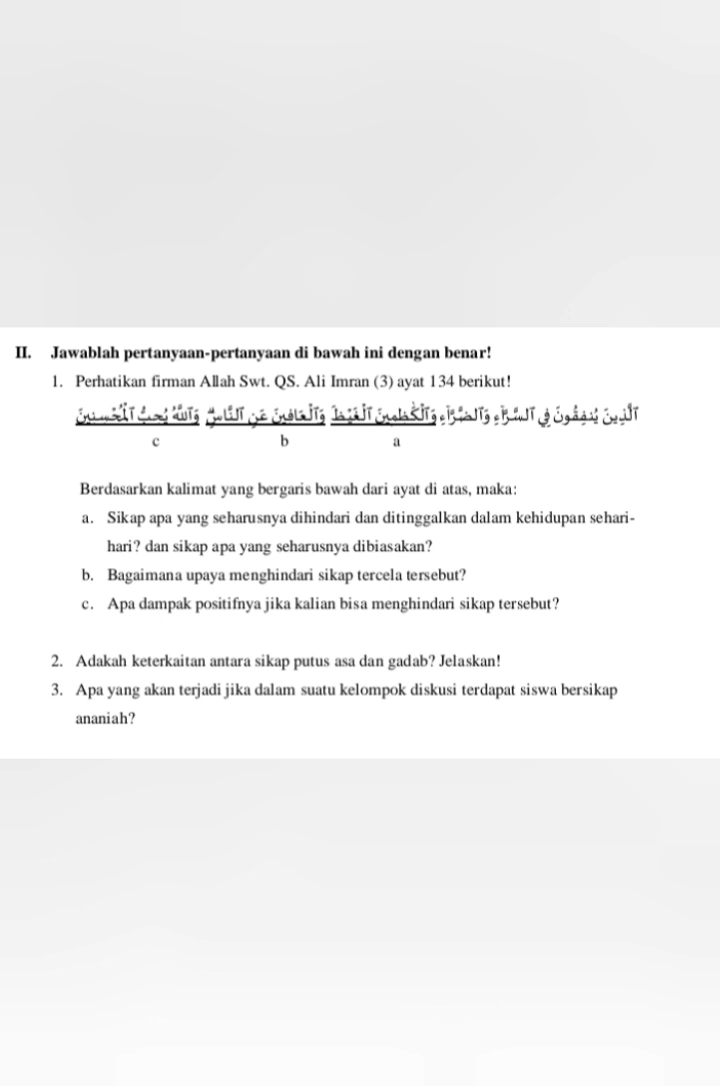 II. Jawablah pertanyaan-pertanyaan di bawah ini dengan benar!
1. Perhatikan firman Allah Swt. QS. Ali Imran (3) ayat 134 berikut!
ٱلَّذِينَ يُنفِقُونَ فِي ٱلسَّرَّآءِ وَٱلضَّرَّآءِ وَٱلۡكَٰظِمِينَ ٱلۡغَيۡظَ وَٱلۡعَافِينَ عَنِ ٱلنَّاسِۗ وَٱللَّهُ يُحِبُّ ٱلۡمُحۡسِنِينَ
c b a
Berdasarkan kalimat yang bergaris bawah dari ayat di atas, maka:
a. Sikap apa yang seharusnya dihindari dan ditinggalkan dalam kehidupan sehari-
hari? dan sikap apa yang seharusnya dibiasakan?
b. Bagaimana upaya menghindari sikap tercela tersebut?
c. Apa dampak positifnya jika kalian bisa menghindari sikap tersebut?
2. Adakah keterkaitan antara sikap putus asa dan gadab? Jelaskan!
3. Apa yang akan terjadi jika dalam suatu kelompok diskusi terdapat siswa bersikap
ananiah?